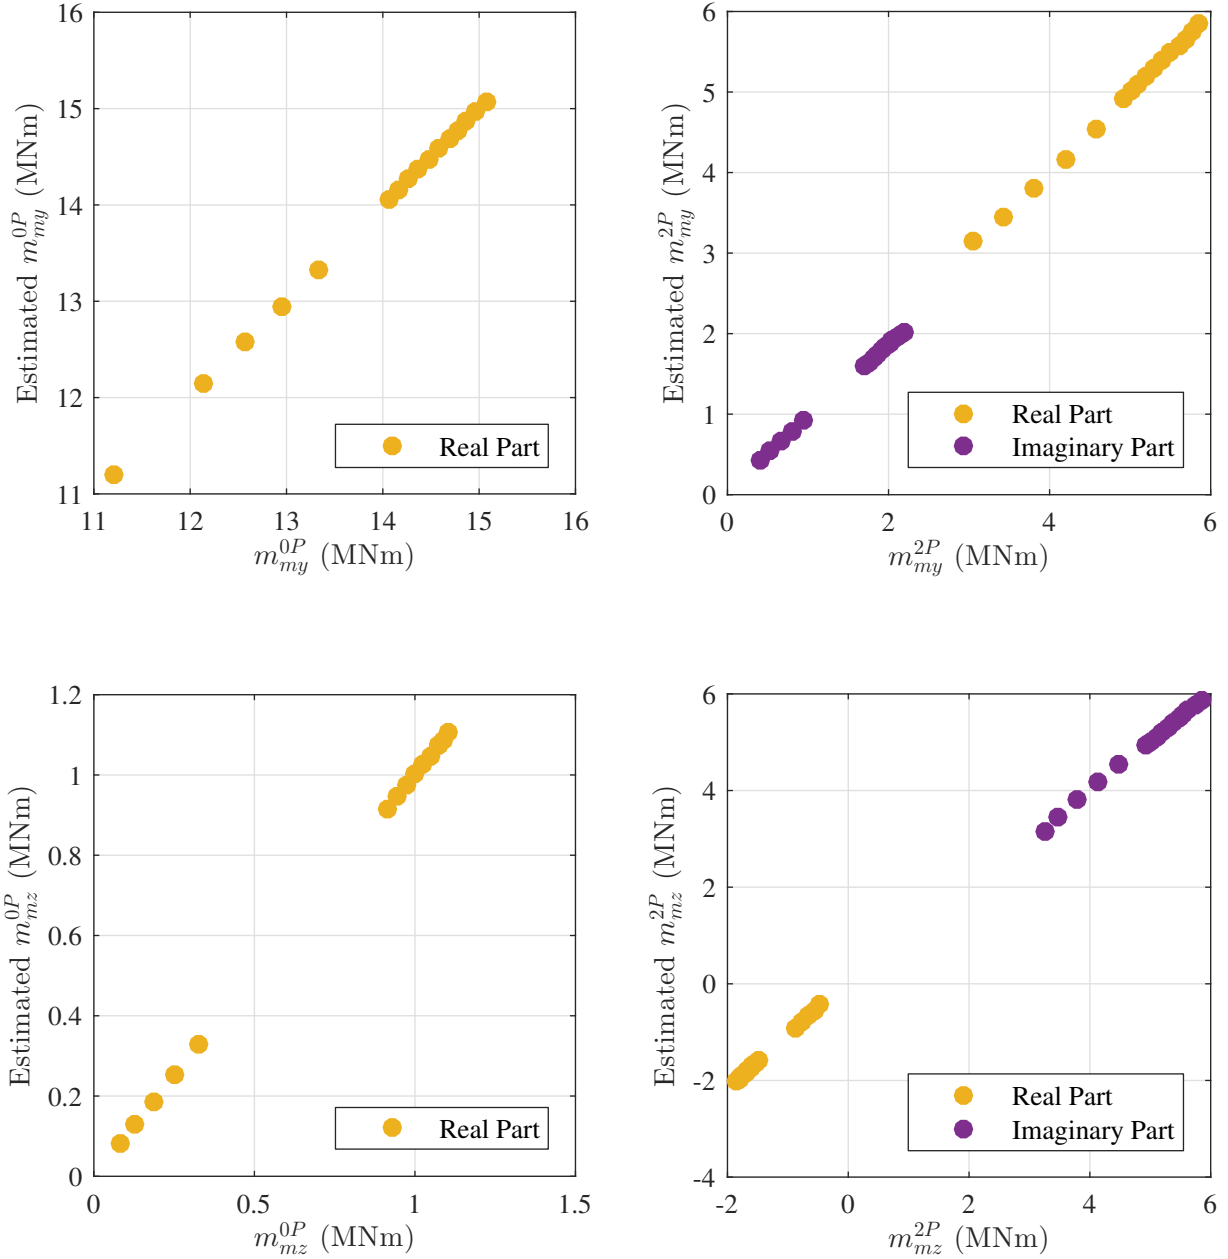 16
15
14
13
12
11
11 12 13 14 15 16
Estimated $m_{my}^{0P}$ (MNm)
$m_{my}^{0P}$ (MNm)
Real Part
6
5
4
3
2
1
0
0 2 4 6
Estimated $m_{my}^{2P}$ (MNm)
$m_{my}^{2P}$ (MNm)
Real Part
Imaginary Part
1.2
1
0.8
0.6
0.4
0.2
0
0 0.5 1 1.5
Estimated $m_{mz}^{0P}$ (MNm)
$m_{mz}^{0P}$ (MNm)
Real Part
6
4
2
0
-2
-4
-2 0 2 4 6
Estimated $m_{mz}^{2P}$ (MNm)
$m_{mz}^{2P}$ (MNm)
Real Part
Imaginary Part